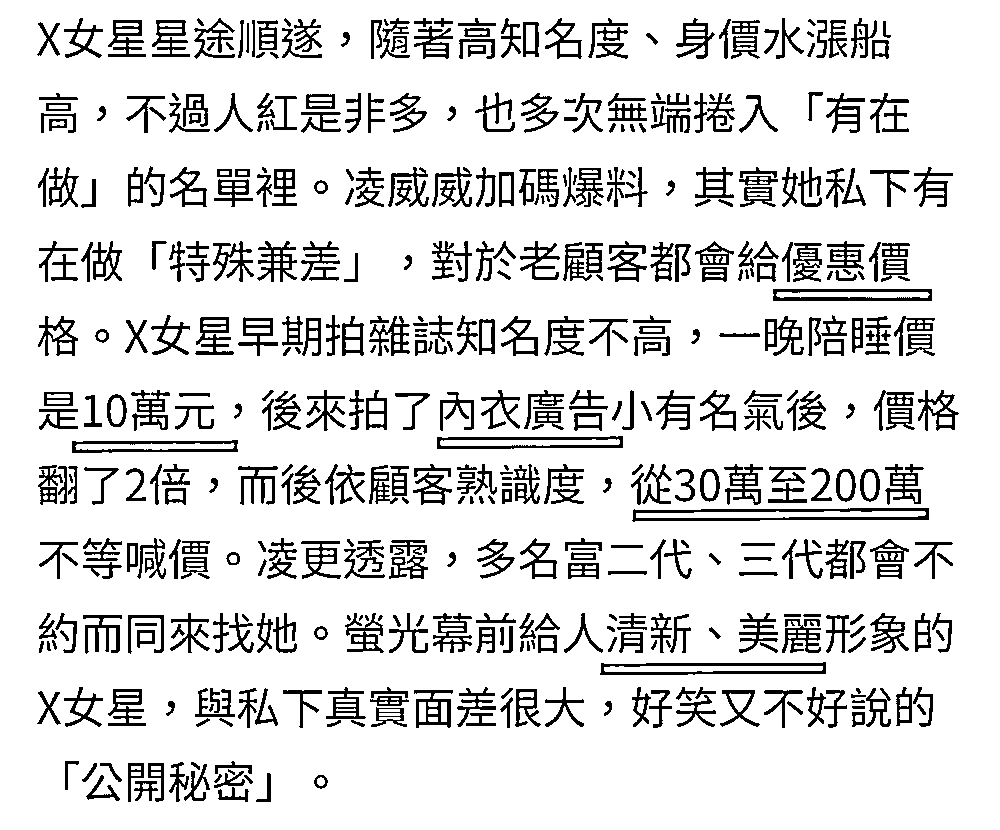 X女星星途順遂，隨著高知名度、身價水漲船
高，不過人紅是非多，也多次無端捲入「有在
做」的名單裡。凌威威加碼爆料，其實她私下有
在做「特殊兼差」，對於老顧客都會給優惠價
格。X女星早期拍雜誌知名度不高，一晚陪睡價
是10萬元，後來拍了內衣廣告小有名氣後，價格
翻了2倍，而後依顧客熟識度，從30萬至200萬
不等喊價。凌更透露，多名富二代、三代都會不
約而同來找她。螢光幕前給人清新、美麗形象的
X女星，與私下真實面差很大，好笑又不好說的
「公開秘密」。